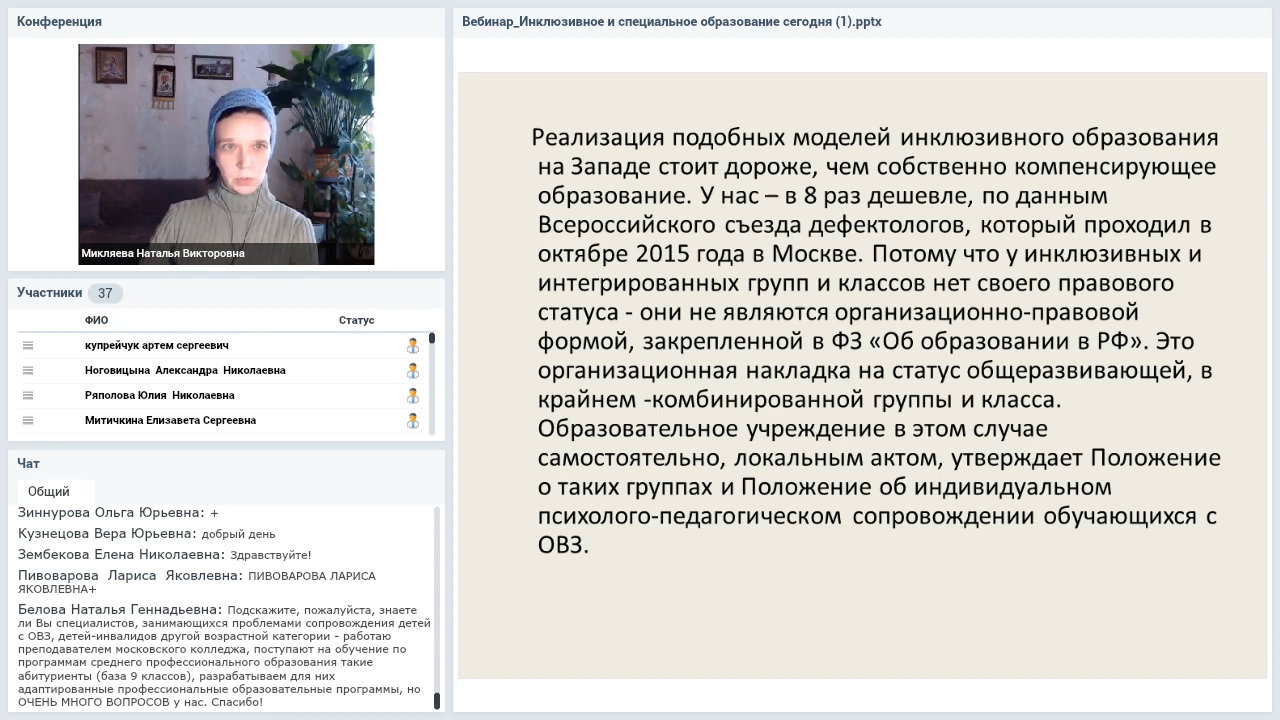 Конференция
Микляева Наталья Викторовна
Участники 37
ФИО Статус
купрейчук артем сергеевич
Ноговицына Александра Николаевна
Ряполова Юлия Николаевна
Митичкина Елизавета Сергеевна
Чат
Общий
Зиннурова Ольга Юрьевна: +
Кузнецова Вера Юрьевна: добрый день
Зембекова Елена Николаевна: Здравствуйте!
Пивоварова Лариса Яковлевна: ПИВОВАРОВА ЛАРИСА
ЯКОВЛЕВНА+
Белова Наталья Геннадьевна: Подскажите, пожалуйста, знаете
ли Вы специалистов, занимающихся проблемами сопровождения детей
с ОВЗ, детей-инвалидов другой возрастной категории - работаю
преподавателем московского колледжа, поступают на обучение по
программам среднего профессионального образования такие
абитуриенты (база 9 классов), разрабатываем для них
адаптированные профессиональные образовательные программы, но
ОЧЕНЬ МНОГО ВОПРОСОВ у нас. Спасибо!
Вебинар_Инклюзивное и специальное образование сегодня (1).pptx
Реализация подобных моделей инклюзивного образования
на Западе стоит дороже, чем собственно компенсирующее
образование. У нас – в 8 раз дешевле, по данным
Всероссийского съезда дефектологов, который проходил в
октябре 2015 года в Москве. Потому что у инклюзивных и
интегрированных групп и классов нет своего правового
статуса - они не являются организационно-правовой
формой, закрепленной в ФЗ «Об образовании в РФ». Это
организационная накладка на статус общеразвивающей, в
крайнем -комбинированной группы и класса.
Образовательное учреждение в этом случае
самостоятельно, локальным актом, утверждает Положение
о таких группах и Положение об индивидуальном
психолого-педагогическом сопровождении обучающихся с
ОВЗ.